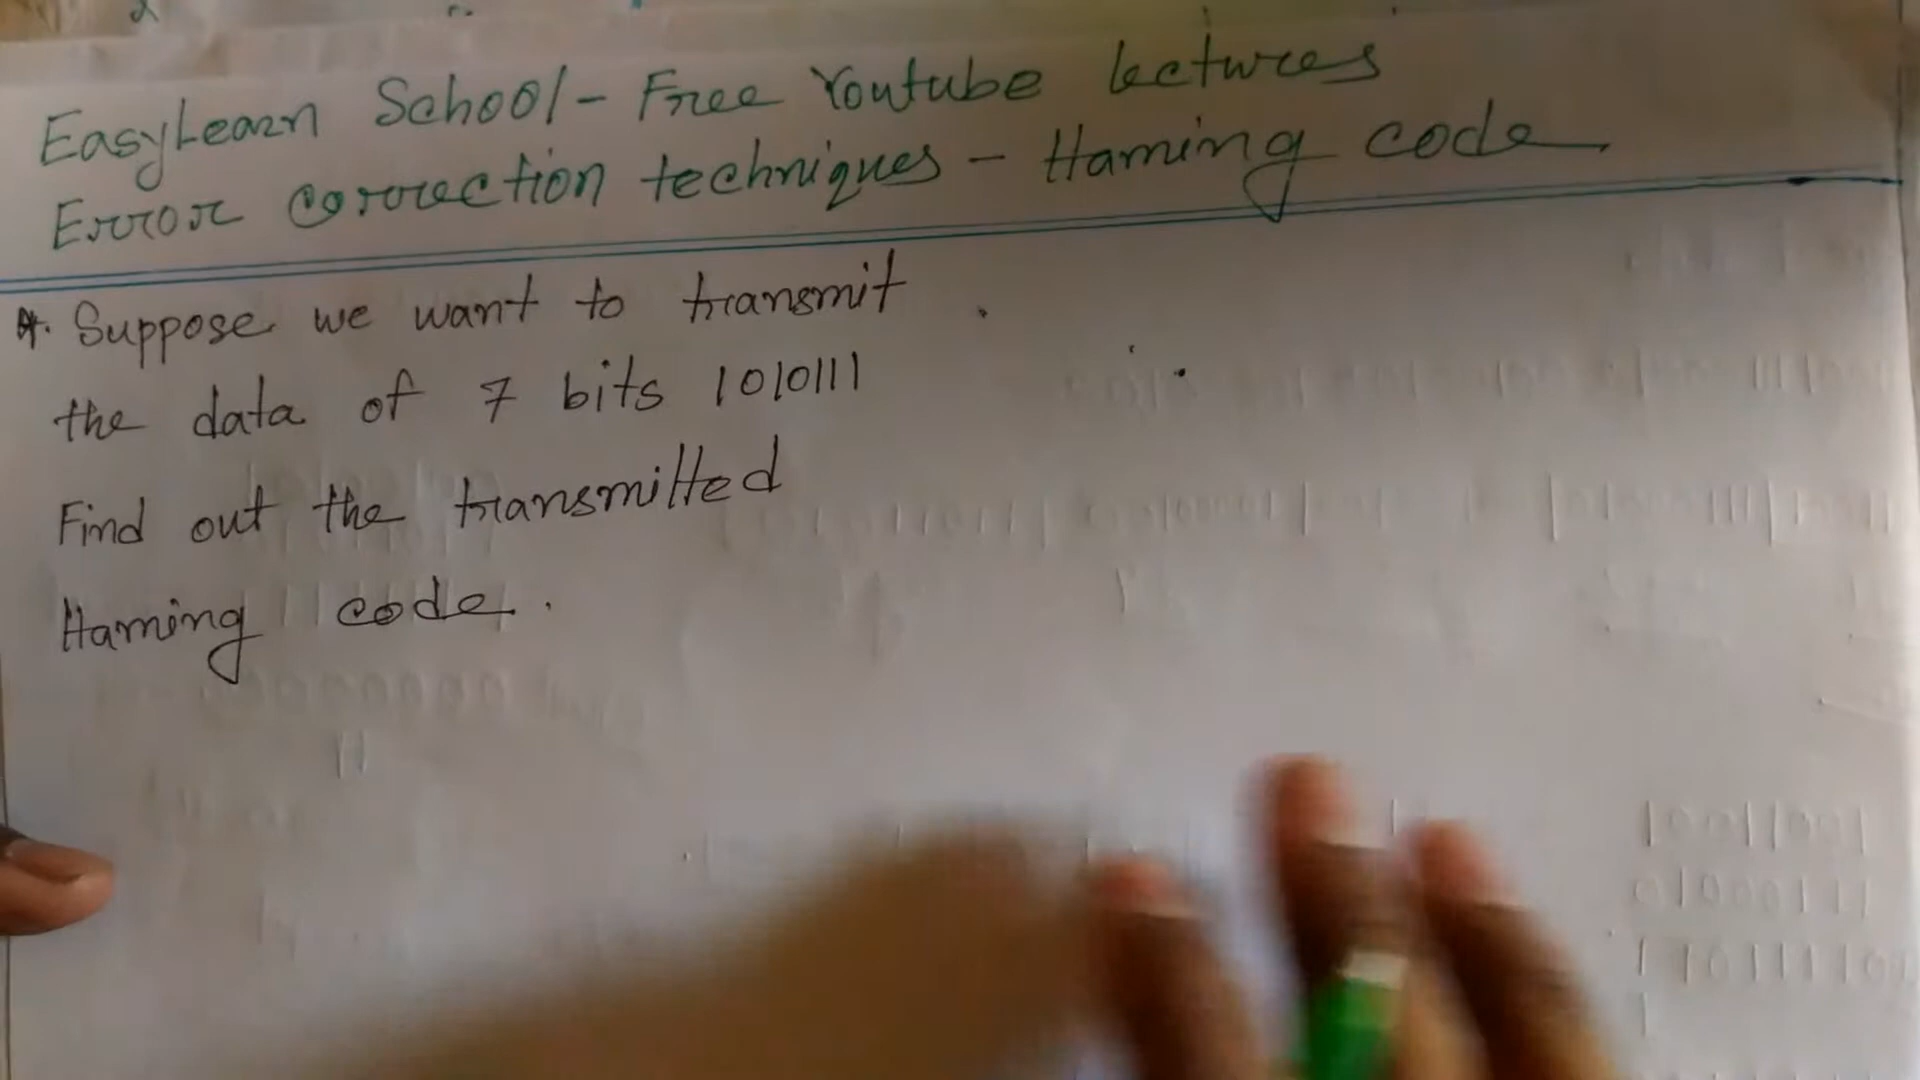 EasyLearn School - Free Youtube lectures
Error correction techniques - Haming code
Suppose we want to transmit
the data of 7 bits 1010111
Find out the transmitted
Haming code.